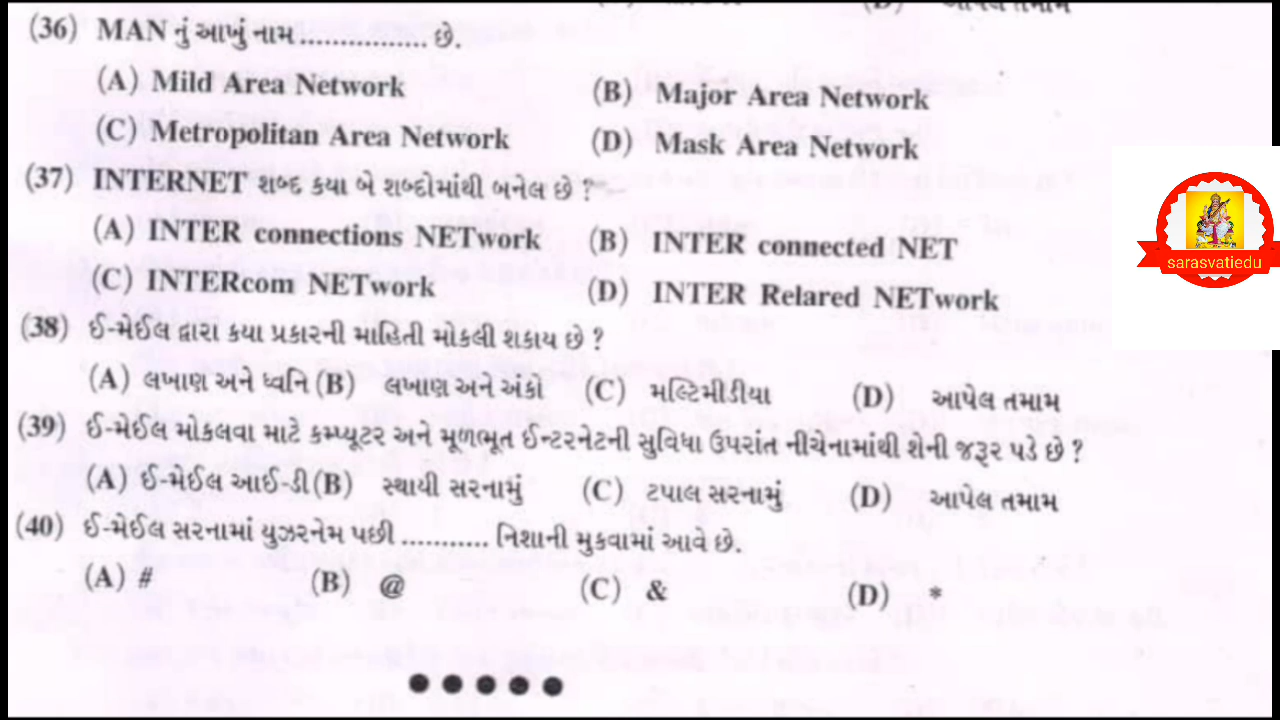 (D) આપેલ તમામ
(36) MAN નું આખું નામ ................ છે.
(A) Mild Area Network (B) Major Area Network
(C) Metropolitan Area Network (D) Mask Area Network
(37) INTERNET શબ્દ કયા બે શબ્દોમાંથી બનેલ છે ?
(A) INTER connections NETwork (B) INTER connected NET
(C) INTERcom NETwork (D) INTER Relared NETwork
(38) ઈ-મેઈલ દ્વારા કયા પ્રકારની માહિતી મોકલી શકાય છે ?
(A) લખાણ અને ધ્વનિ (B) લખાણ અને અંકો (C) મલ્ટિમીડીયા (D) આપેલ તમામ
(39) ઈ-મેઈલ મોકલવા માટે કમ્પ્યૂટર અને મૂળભૂત ઈન્ટરનેટની સુવિધા ઉપરાંત નીચેનામાંથી શેની જરૂર પડે છે ?
(A) ઈ-મેઈલ આઈ-ડી (B) સ્થાયી સરનામું (C) ટપાલ સરનામું (D) આપેલ તમામ
(40) ઈ-મેઈલ સરનામાં યુઝરનેમ પછી ........... નિશાની મુકવામાં આવે છે.
(A) # (B) @ (C) & (D) *
sarasvatiedu